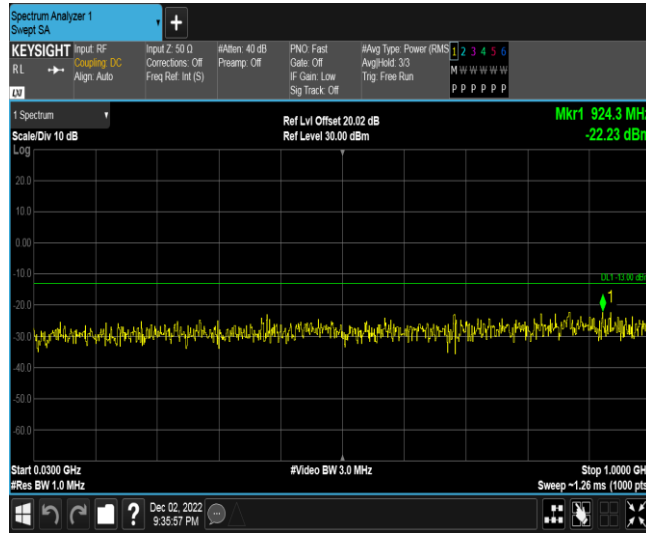 Spectrum Analyzer 1
Swept SA
+
KEYSIGHT
RL
LXI
Input: RF
Coupling: DC
Align: Auto
Input Z: 50 Ω
Corrections: Off
Freq Ref: Int (S)
#Atten: 40 dB
Preamp: Off
PNO: Fast
Gate: Off
IF Gain: Low
Sig Track: Off
#Avg Type: Power (RMS
Avg|Hold: 3/3
Trig: Free Run
1 2 3 4 5 6
M W W W W W
P P P P P P
1 Spectrum
Scale/Div 10 dB
Log
Ref Lvl Offset 20.02 dB
Ref Level 30.00 dBm
Mkr1 924.3 MHz
-22.23 dBm
20.0
10.0
0.00
-10.0
DL1 -13.00 dBm
1
-20.0
-30.0
-40.0
-50.0
-60.0
Start 0.0300 GHz
#Video BW 3.0 MHz
Stop 1.0000 GH
#Res BW 1.0 MHz
Sweep ~1.26 ms (1000 pts
?
Dec 02, 2022
9:35:57 PM